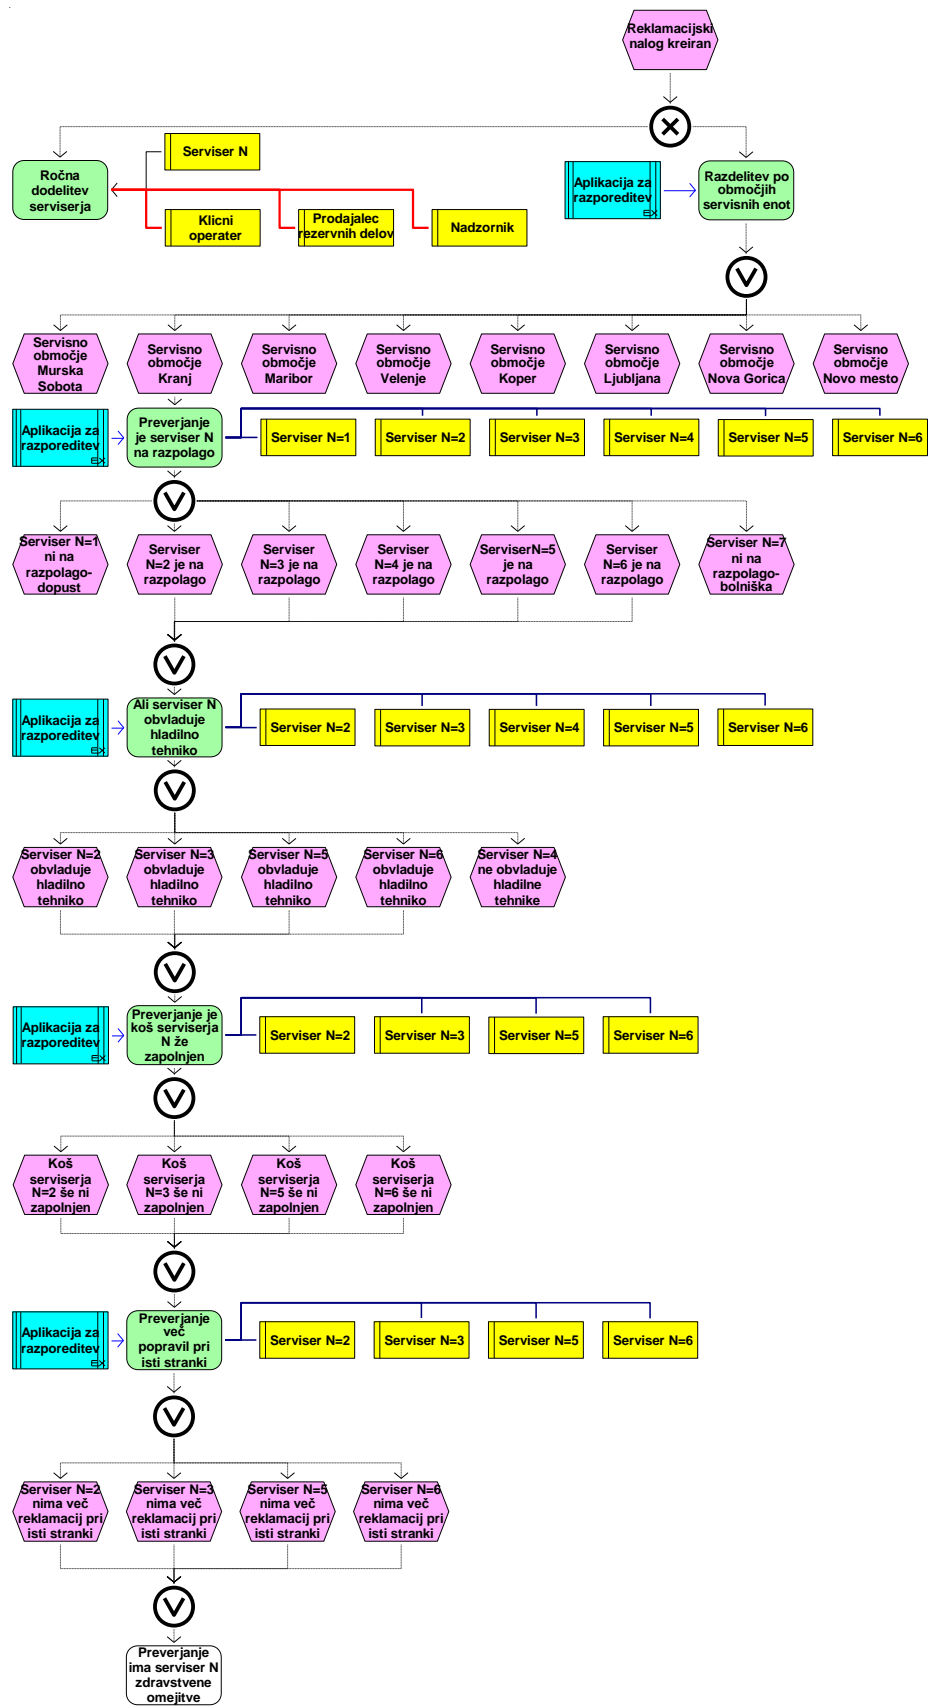 Reklamacijski
nalog kreiran
Serviser N
Ročna
dodelitev
serviserja
Klicni
operater
Prodajalec
rezervnih delov
Nadzornik
Aplikacija za
razporeditev
Razdelitev po
območjih
servisnih enot
Servisno
območje
Murska
Sobota
Servisno
območje
Kranj
Servisno
območje
Maribor
Servisno
območje
Velenje
Servisno
območje
Koper
Servisno
območje
Ljubljana
Servisno
območje
Nova Gorica
Servisno
območje
Novo mesto
Aplikacija za
razporeditev
Preverjanje
je serviser N
na razpolago
Serviser N=1
Serviser N=2
Serviser N=3
Serviser N=4
Serviser N=5
Serviser N=6
Serviser N=1
ni na
razpolago-
dopust
Serviser
N=2 je na
razpolago
Serviser
N=3 je na
razpolago
Serviser
N=4 je na
razpolago
ServiserN=5
je na
razpolago
Serviser
N=6 je na
razpolago
Serviser N=7
ni na
razpolago-
bolniška
Aplikacija za
razporeditev
Ali serviser N
obvladuje
hladilno
tehniko
Serviser N=2
Serviser N=3
Serviser N=4
Serviser N=5
Serviser N=6
Serviser N=2
obvladuje
hladilno
tehniko
Serviser N=3
obvladuje
hladilno
tehniko
Serviser N=5
obvladuje
hladilno
tehniko
Serviser N=6
obvladuje
hladilno
tehniko
Serviser N=4
ne obvladuje
hladilne
tehnike
Aplikacija za
razporeditev
Preverjanje je
koš serviserja
N že
zapolnjen
Serviser N=2
Serviser N=3
Serviser N=5
Serviser N=6
Koš
serviserja
N=2 še ni
zapolnjen
Koš
serviserja
N=3 še ni
zapolnjen
Koš
serviserja
N=5 še ni
zapolnjen
Koš
serviserja
N=6 še ni
zapolnjen
Aplikacija za
razporeditev
Preverjanje
več
popravil pri
isti stranki
Serviser N=2
Serviser N=3
Serviser N=5
Serviser N=6
Serviser N=2
nima več
reklamacij pri
isti stranki
Serviser N=3
nima več
reklamacij pri
isti stranki
Serviser N=5
nima več
reklamacij pri
isti stranki
Serviser N=6
nima več
reklamacij pri
isti stranki
Preverjanje
ima serviser N
zdravstvene
omejitve